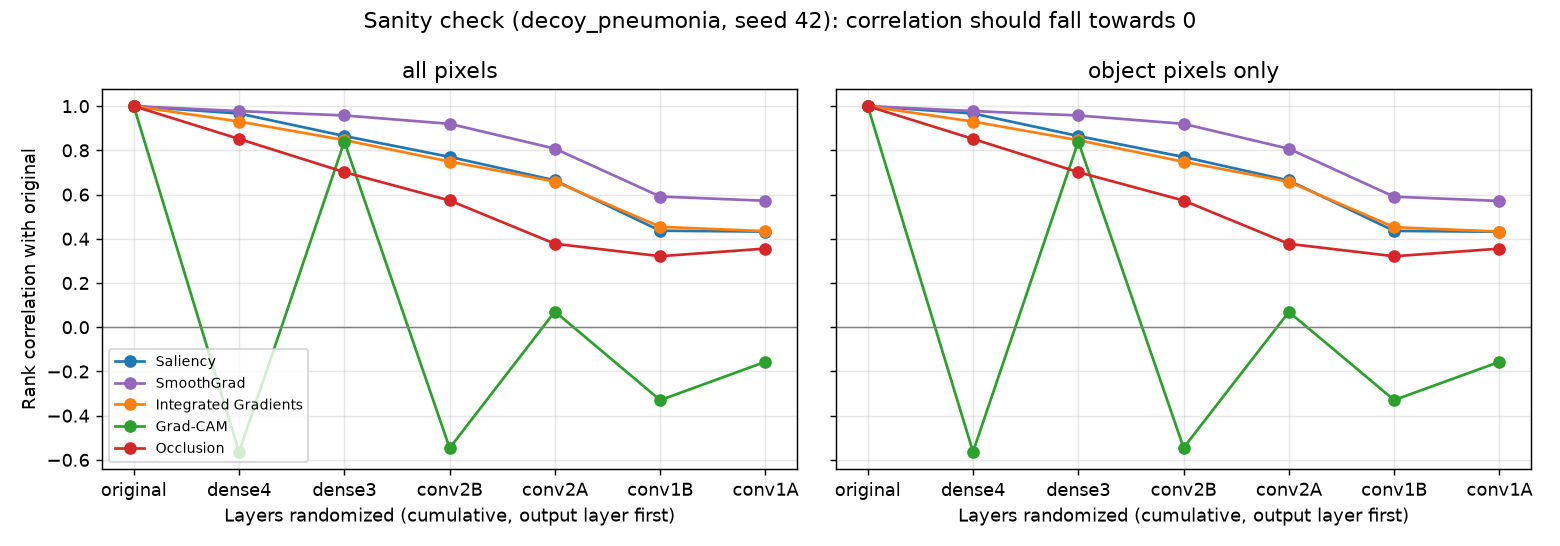 Sanity check (decoy_pneumonia, seed 42): correlation should fall towards 0
all pixels
Rank correlation with original
1.0
0.8
0.6
0.4
0.2
0.0
−0.2
−0.4
−0.6
Saliency
SmoothGrad
Integrated Gradients
Grad-CAM
Occlusion
original dense4 dense3 conv2B conv2A conv1B conv1A
Layers randomized (cumulative, output layer first)
object pixels only
original dense4 dense3 conv2B conv2A conv1B conv1A
Layers randomized (cumulative, output layer first)